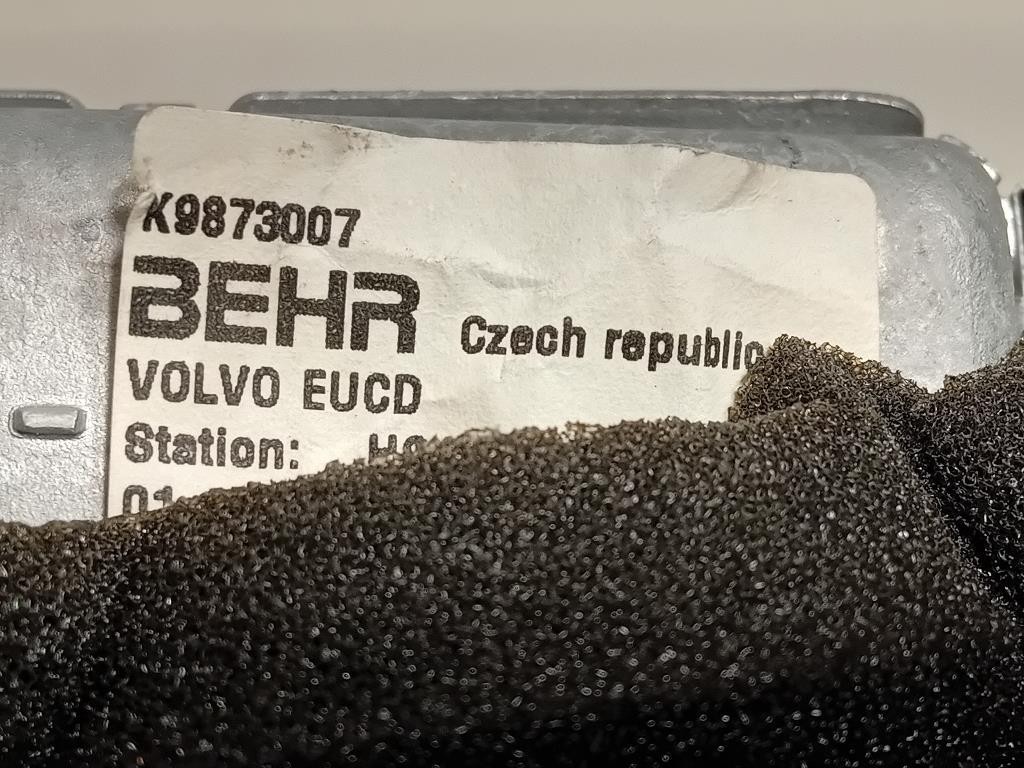 K9873007
BEHR Czech republic
VOLVO EUCD
Station: